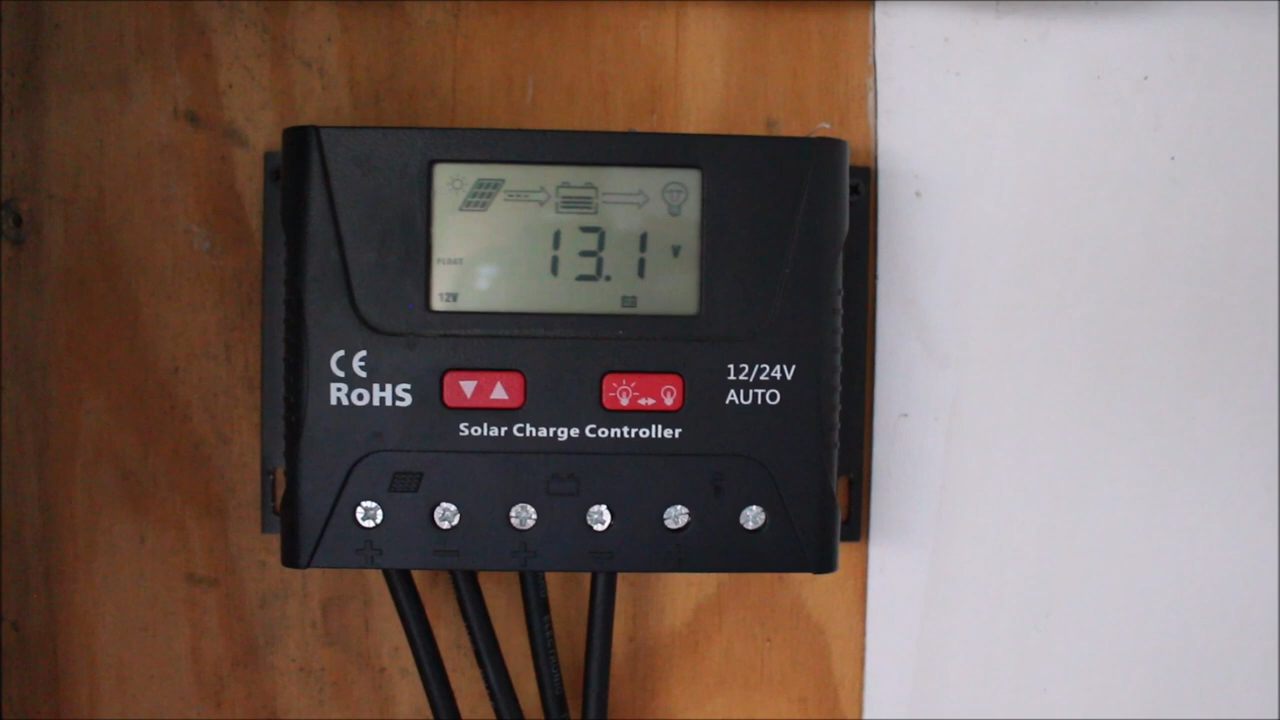 13.1 V
FLOAT
12V
CE
RoHS
12/24V
AUTO
Solar Charge Controller